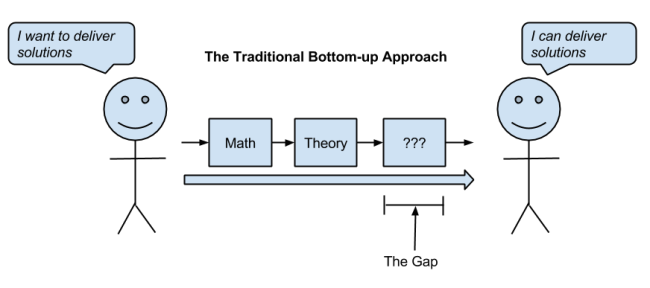 I want to deliver
solutions
The Traditional Bottom-up Approach
I can deliver
solutions
Math
Theory
???
The Gap